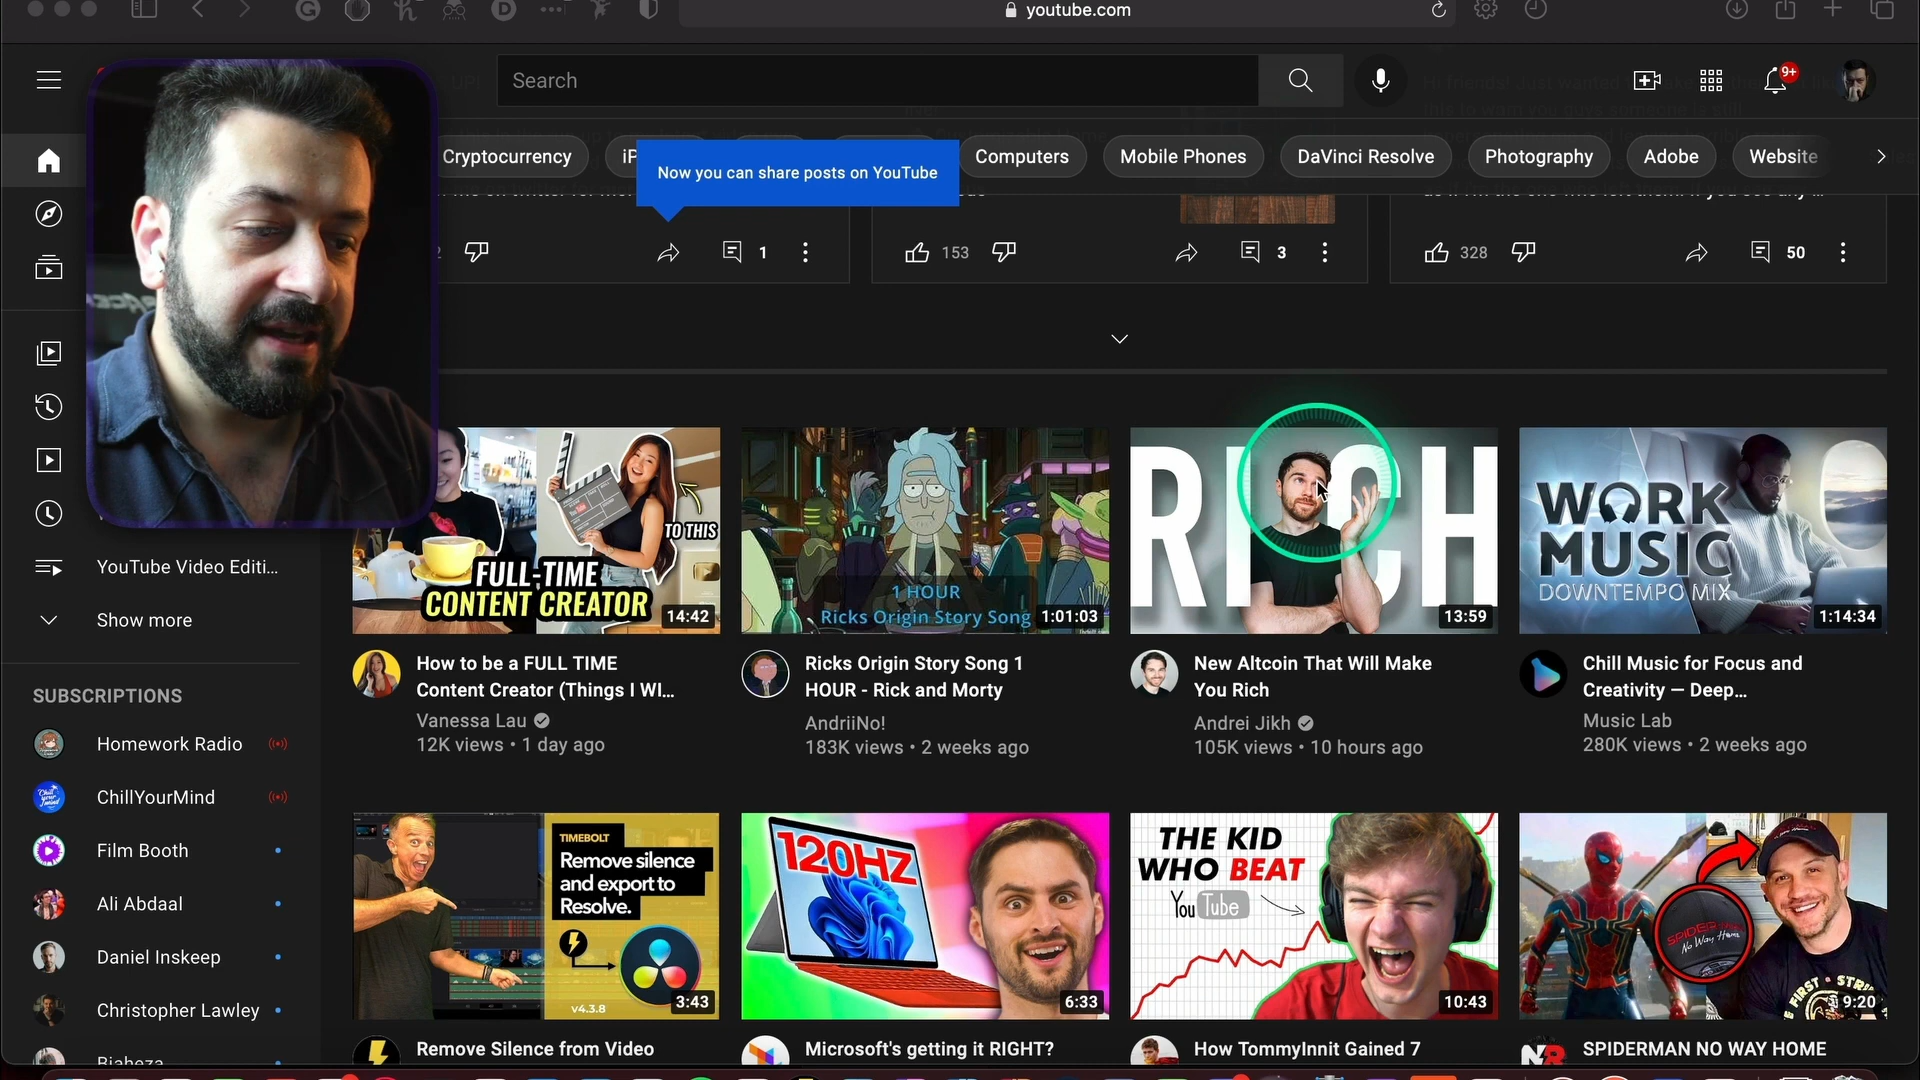 youtube.com
Search
9+
Cryptocurrency
Computers
Mobile Phones
DaVinci Resolve
Photography
Adobe
Website
Now you can share posts on YouTube
1
153
3
328
50
TO THIS
FULL-TIME
CONTENT CREATOR
14:42
1 HOUR
Ricks Origin Story Song
1:01:03
RICH
13:59
WORK
MUSIC
DOWNTEMPO MIX
1:14:34
YouTube Video Editi...
Show more
How to be a FULL TIME
Content Creator (Things I WI...
Vanessa Lau
12K views • 1 day ago
Ricks Origin Story Song 1
HOUR - Rick and Morty
AndriiNo!
183K views • 2 weeks ago
New Altcoin That Will Make
You Rich
Andrei Jikh
105K views • 10 hours ago
Chill Music for Focus and
Creativity — Deep...
Music Lab
280K views • 2 weeks ago
SUBSCRIPTIONS
Homework Radio
ChillYourMind
Film Booth
Ali Abdaal
Daniel Inskeep
Christopher Lawley
TIMEBOLT
Remove silence
and export to
Resolve.
v4.3.8
3:43
120HZ
6:33
THE KID
WHO BEAT
YouTube
10:43
No Way Home
FIRST
9:20
Remove Silence from Video
Microsoft's getting it RIGHT?
How TommyInnit Gained 7
SPIDERMAN NO WAY HOME